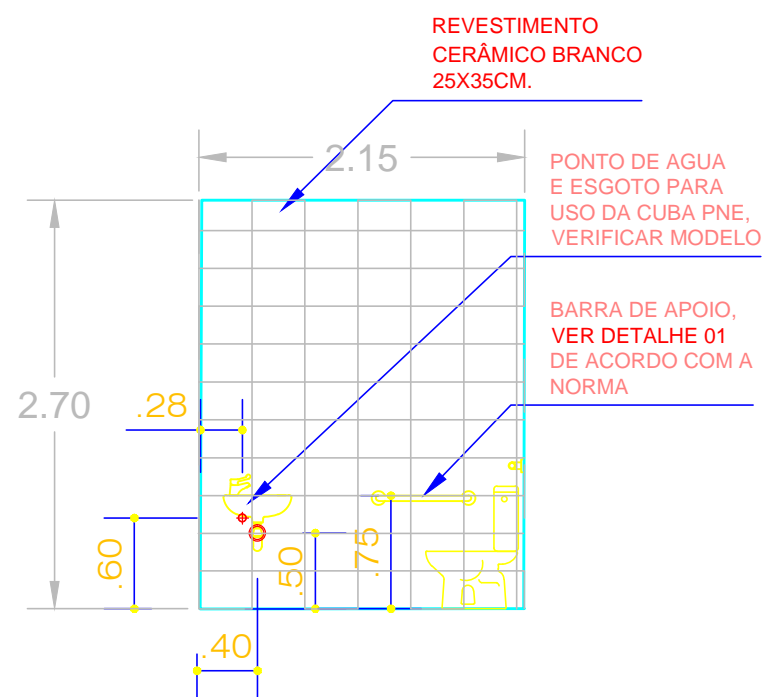 REVESTIMENTO
CERÂMICO BRANCO
25X35CM.
2.15
PONTO DE AGUA
E ESGOTO PARA
USO DA CUBA PNE,
VERIFICAR MODELO
BARRA DE APOIO,
VER DETALHE 01
DE ACORDO COM A
NORMA
2.70
.28
.60
.50
.75
.40